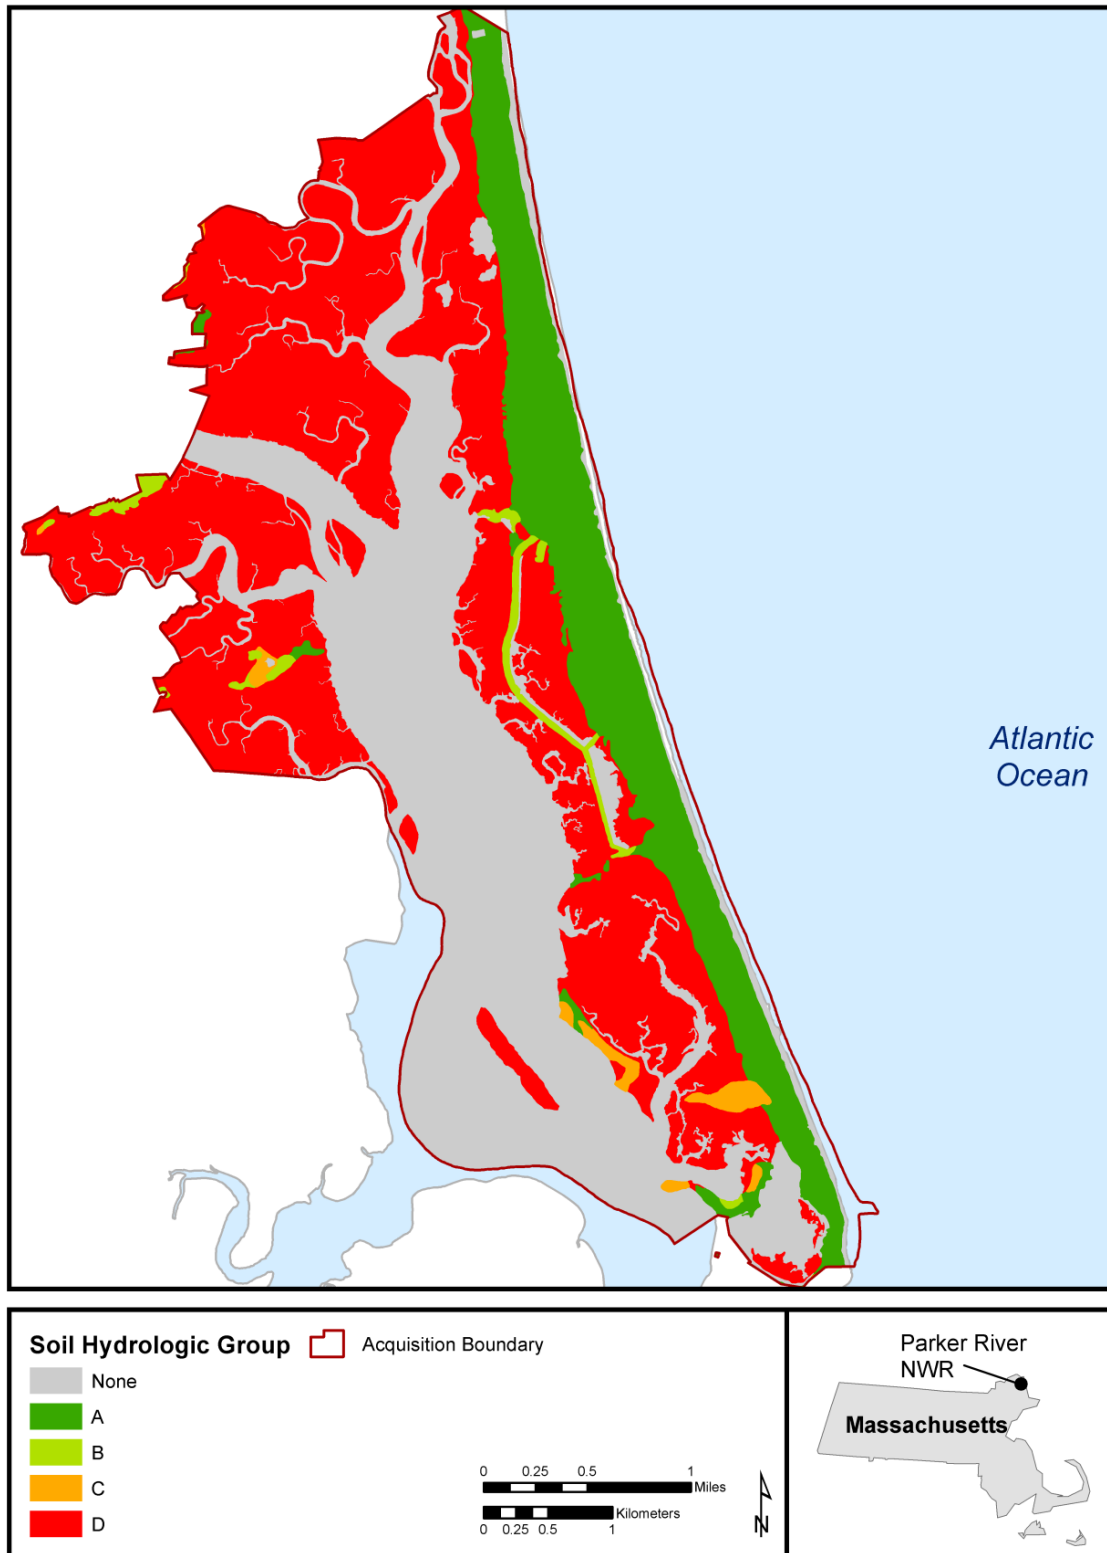 Atlantic
Ocean
Soil Hydrologic Group
Acquisition Boundary
None
A
B
C
D
0 0.25 0.5 1
Miles
Kilometers
0 0.25 0.5 1
N
Parker River
NWR
Massachusetts